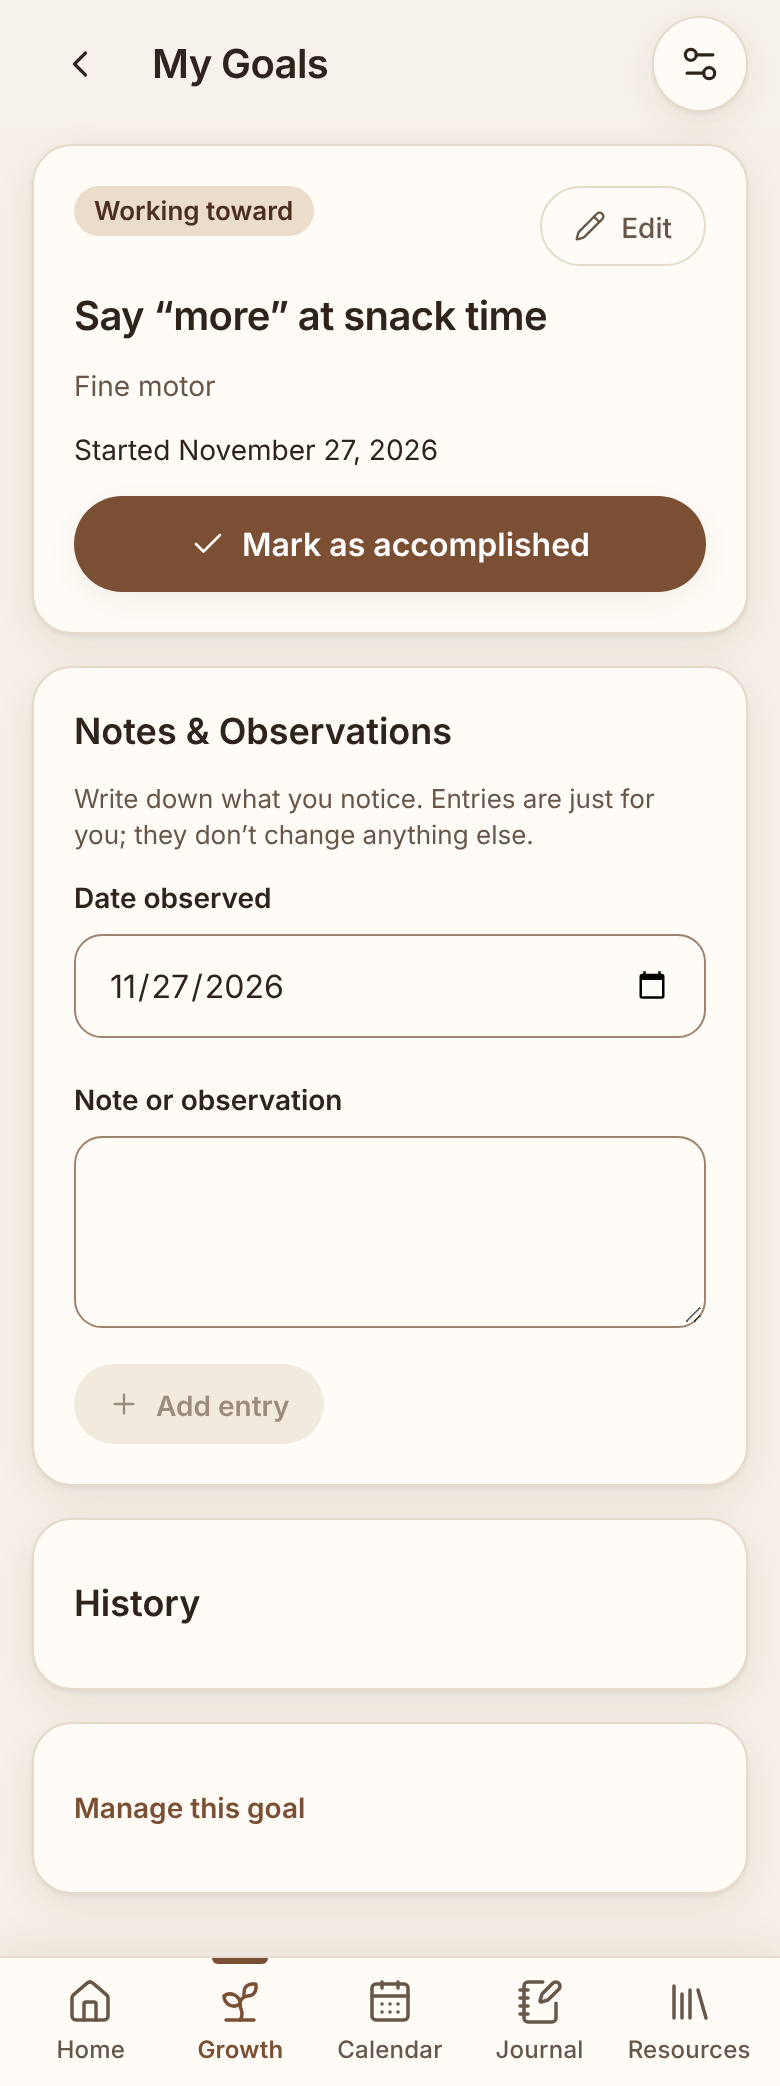 My Goals
Working toward
Edit
Say “more” at snack time
Fine motor
Started November 27, 2026
Mark as accomplished
Notes & Observations
Write down what you notice. Entries are just for
you; they don’t change anything else.
Date observed
11/27/2026
Note or observation
Add entry
History
Manage this goal
Home
Growth
Calendar
Journal
Resources